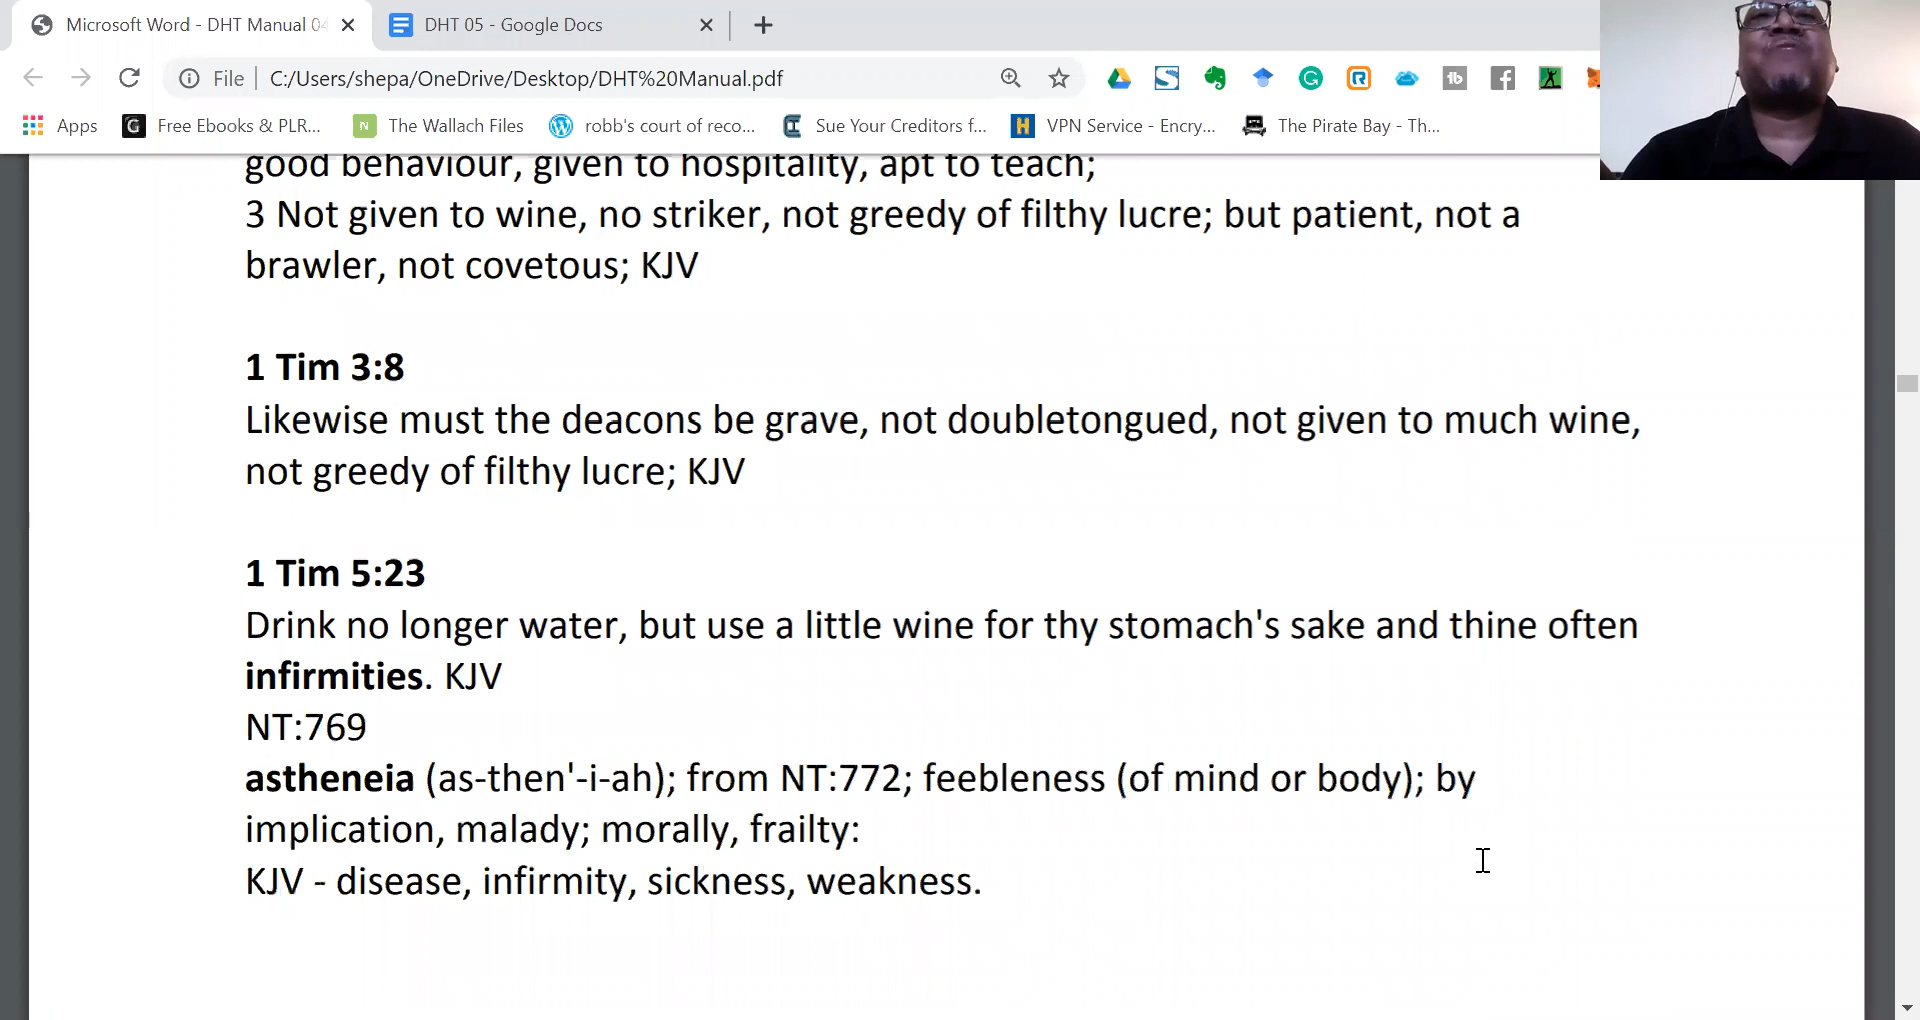 Microsoft Word - DHT Manual 04
DHT 05 - Google Docs
File
C:/Users/shepa/OneDrive/Desktop/DHT%20Manual.pdf
Apps
Free Ebooks & PLR...
The Wallach Files
robb's court of reco...
Sue Your Creditors f...
VPN Service - Encry...
The Pirate Bay - Th...
good behaviour, given to hospitality, apt to teach;
3 Not given to wine, no striker, not greedy of filthy lucre; but patient, not a
brawler, not covetous; KJV
1 Tim 3:8
Likewise must the deacons be grave, not doubletongued, not given to much wine,
not greedy of filthy lucre; KJV
1 Tim 5:23
Drink no longer water, but use a little wine for thy stomach's sake and thine often
infirmities. KJV
NT:769
astheneia (as-then'-i-ah); from NT:772; feebleness (of mind or body); by
implication, malady; morally, frailty:
KJV - disease, infirmity, sickness, weakness.